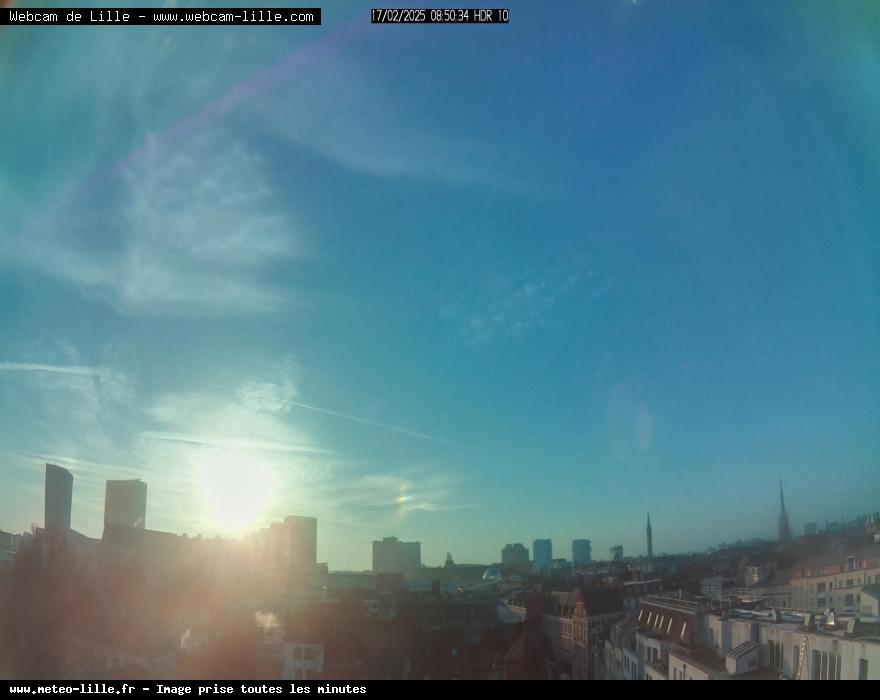 Webcam de Lille - www.webcam-lille.com
17/02/2025 08:50:34 HDR 10
www.meteo-lille.fr - Image prise toutes les minutes